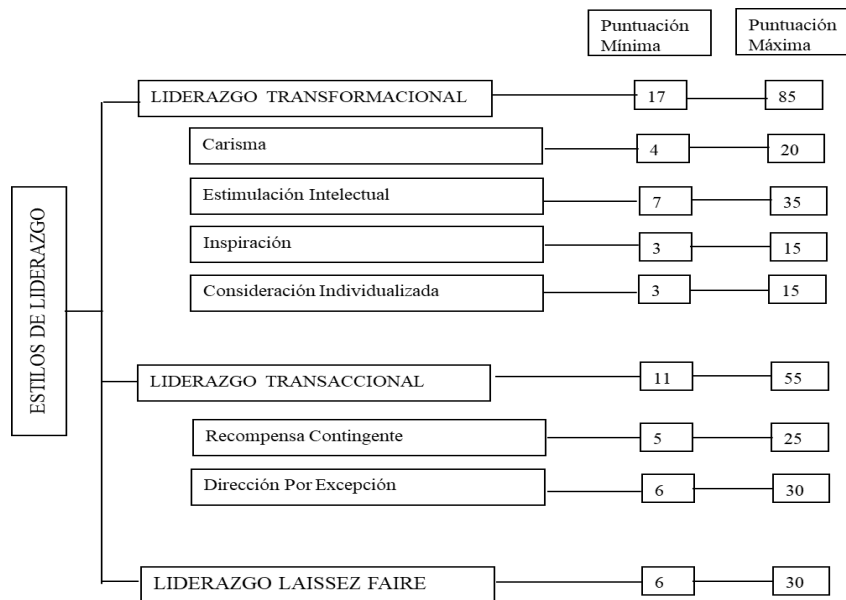 Puntuación
Mínima
Puntuación
Máxima
ESTILOS DE LIDERAZGO
LIDERAZGO TRANSFORMACIONAL 17 85
Carisma 4 20
Estimulación Intelectual 7 35
Inspiración 3 15
Consideración Individualizada 3 15
LIDERAZGO TRANSACCIONAL 11 55
Recompensa Contingente 5 25
Dirección Por Excepción 6 30
LIDERAZGO LAISSEZ FAIRE 6 30